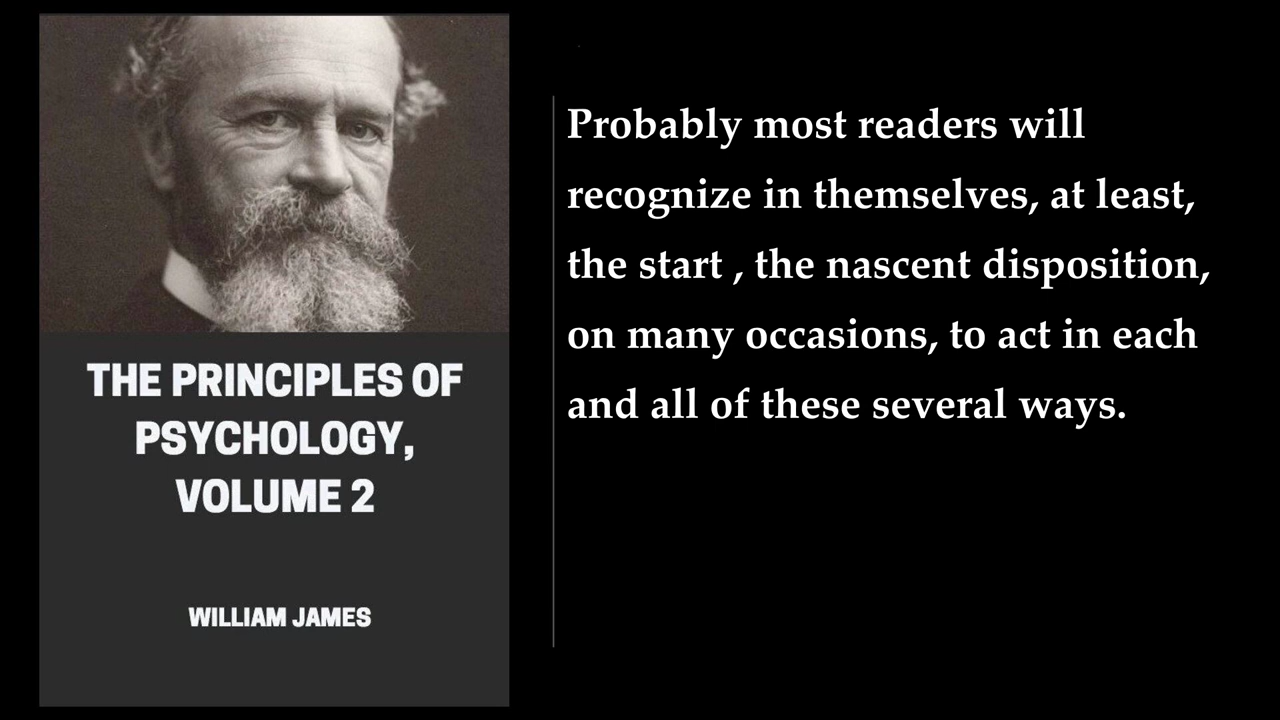 THE PRINCIPLES OF
PSYCHOLOGY,
VOLUME 2
WILLIAM JAMES
Probably most readers will
recognize in themselves, at least,
the start , the nascent disposition,
on many occasions, to act in each
and all of these several ways.